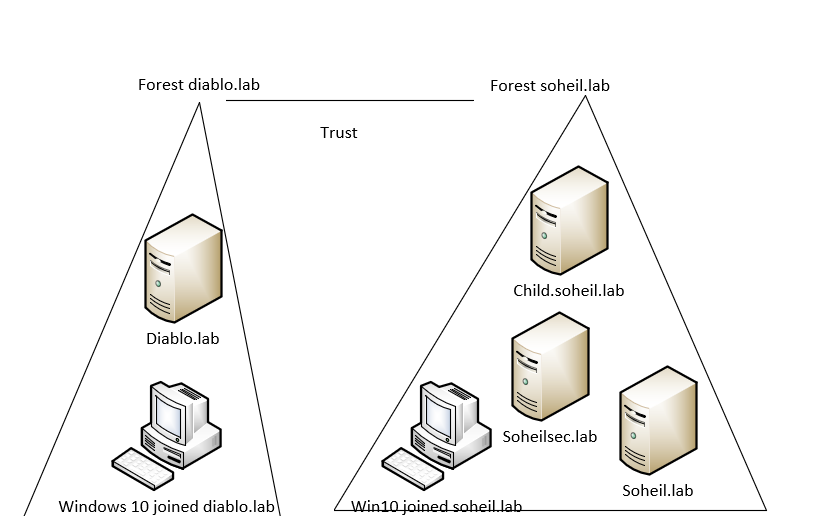 Forest diablo.lab
Forest soheil.lab
Trust
Child.soheil.lab
Diablo.lab
Soheilsec.lab
Soheil.lab
Windows 10 joined diablo.lab
Win10 joined soheil.lab